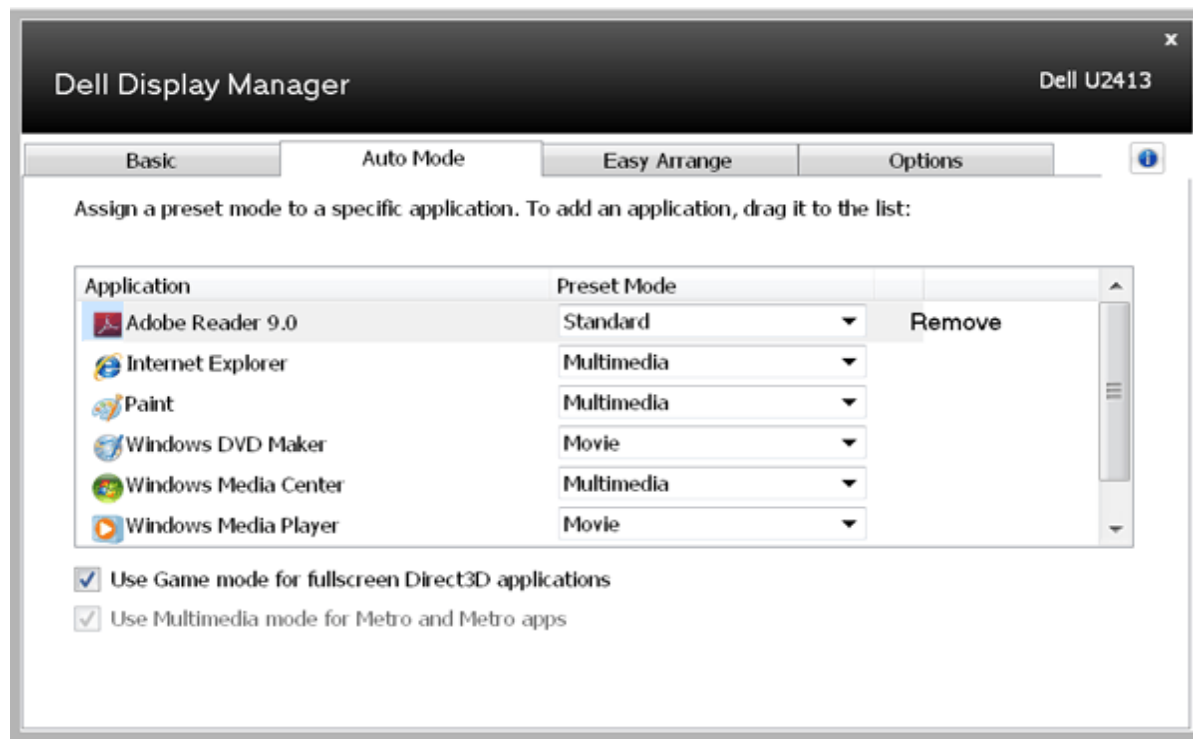 x
Dell Display Manager
Dell U2413
Basic Auto Mode Easy Arrange Options
Assign a preset mode to a specific application. To add an application, drag it to the list:
Application Preset Mode
Adobe Reader 9.0 Standard Remove
Internet Explorer Multimedia
Paint Multimedia
Windows DVD Maker Movie
Windows Media Center Multimedia
Windows Media Player Movie
Use Game mode for fullscreen Direct3D applications
Use Multimedia mode for Metro and Metro apps